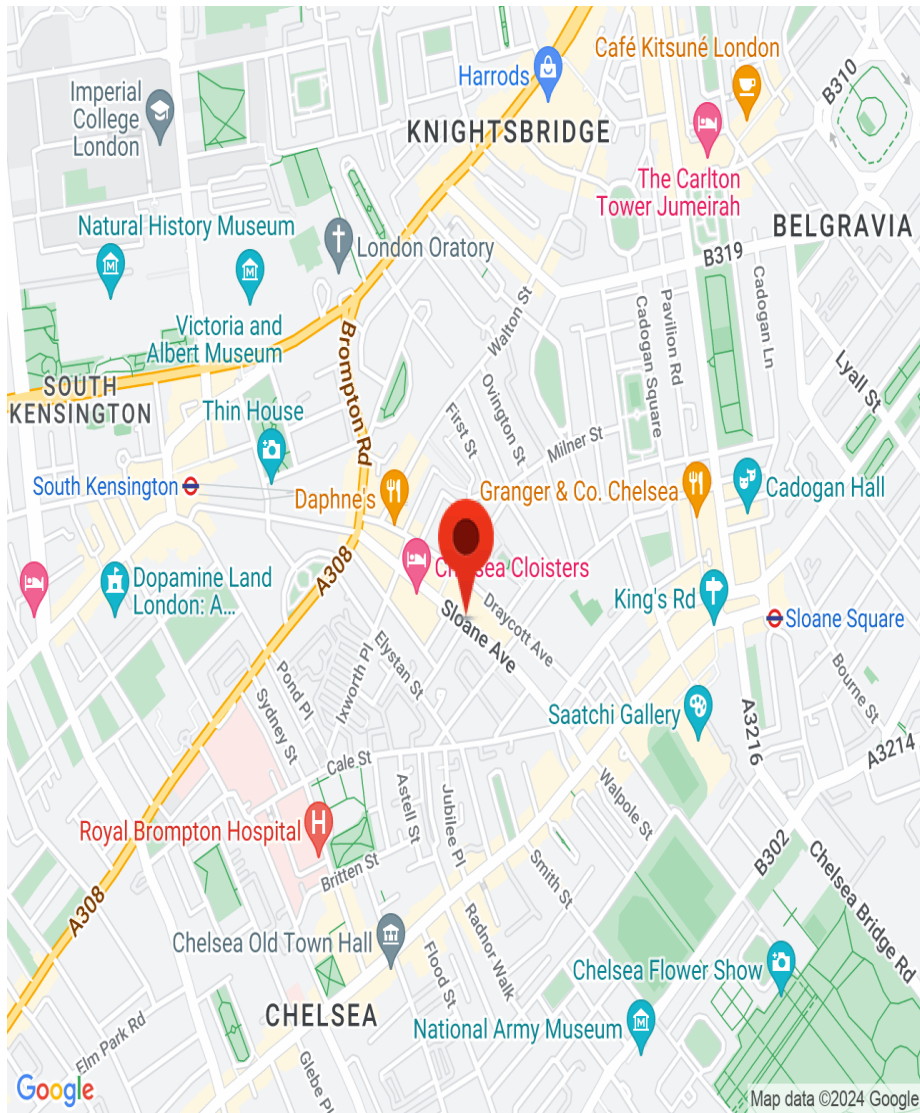 Café Kitsuné London
Harrods
B310
Imperial
College
London
KNIGHTSBRIDGE
The Carlton
Tower Jumeirah
BELGRAVIA
Natural History Museum
London Oratory
B319
Victoria and
Albert Museum
Walton St
Cadogan Square
Pavilion Rd
Cadogan Ln
Brompton Rd
Lyall St
SOUTH
KENSINGTON
Thin House
First St
Ovington St
Milner St
South Kensington
Daphne's
Granger & Co. Chelsea
Cadogan Hall
Dopamine Land
London: A...
A308
Chelsea Cloisters
King's Rd
Sloane Square
Sloane Ave
Draycott Ave
Elystan St
Ixworth Pl
Pond Pl
Sydney St
Bourne St
Saatchi Gallery
A3216
A3214
Cale St
Astell St
Jubilee Pl
Walpole St
Royal Brompton Hospital
Britten St
Smith St
B302
Chelsea Bridge Rd
A308
Chelsea Old Town Hall
Flood St
Radnor Walk
Chelsea Flower Show
CHELSEA
National Army Museum
Elm Park Rd
Glebe Pl
Google
Map data ©2024 Google